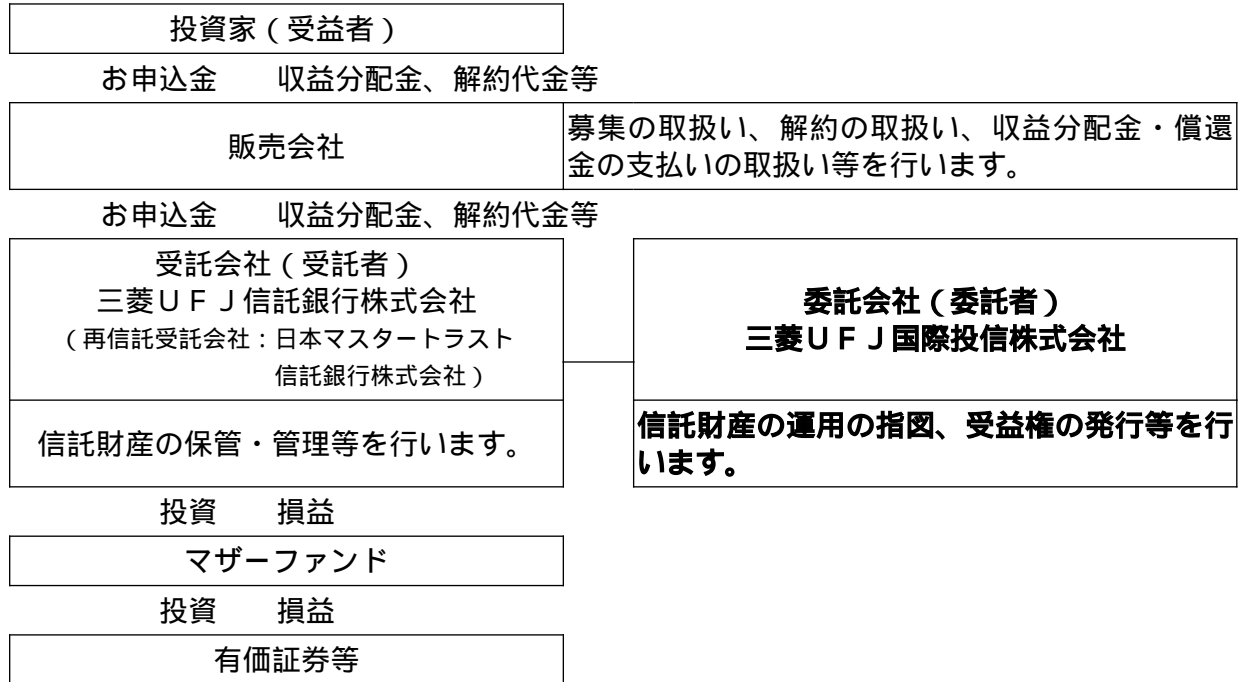 投資家（受益者）
お申込金　　収益分配金、解約代金等
販売会社
募集の取扱い、解約の取扱い、収益分配金・償還
金の支払いの取扱い等を行います。
お申込金　　収益分配金、解約代金等
受託会社（受託者）
三菱ＵＦＪ信託銀行株式会社
（再信託受託会社：日本マスタートラスト
信託銀行株式会社）
信託財産の保管・管理等を行います。
委託会社（委託者）
三菱ＵＦＪ国際投信株式会社
信託財産の運用の指図、受益権の発行等を行
います。
投資　　損益
マザーファンド
投資　　損益
有価証券等